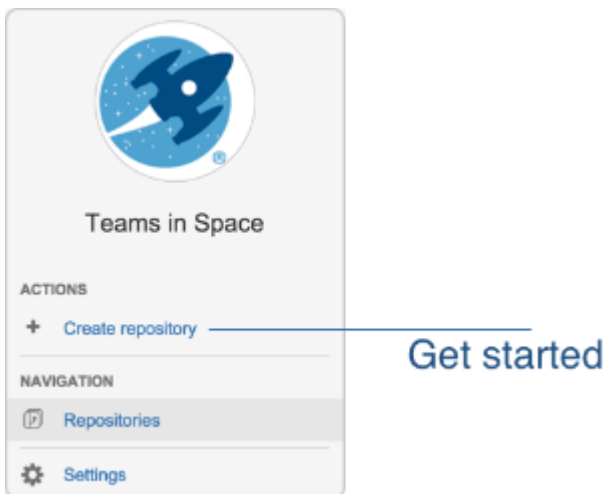 Teams in Space
ACTIONS
+ Create repository
Get started
NAVIGATION
Repositories
Settings